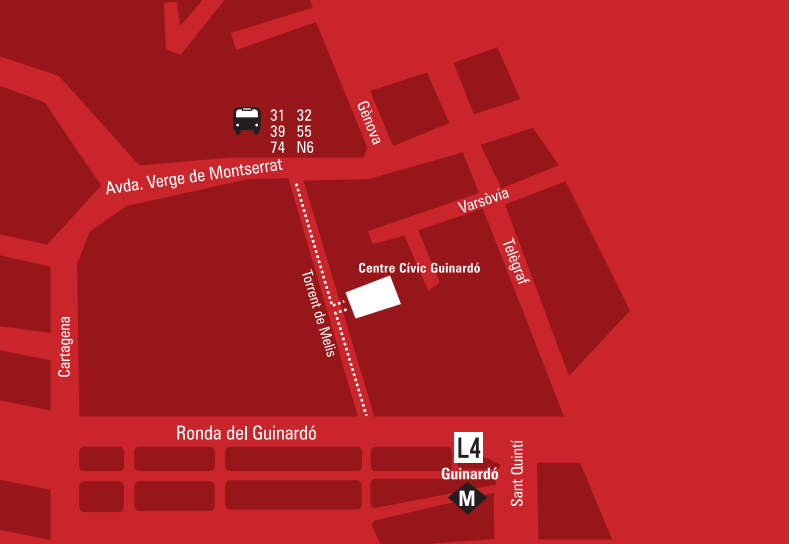 Gènova
31 32
39 55
74 N6
Avda. Verge de Montserrat
Varsòvia
Telègraf
Centre Cívic Guinardó
Torrent de Melis
Cartagena
Ronda del Guinardó
L4
Guinardó
M
Sant Quintí